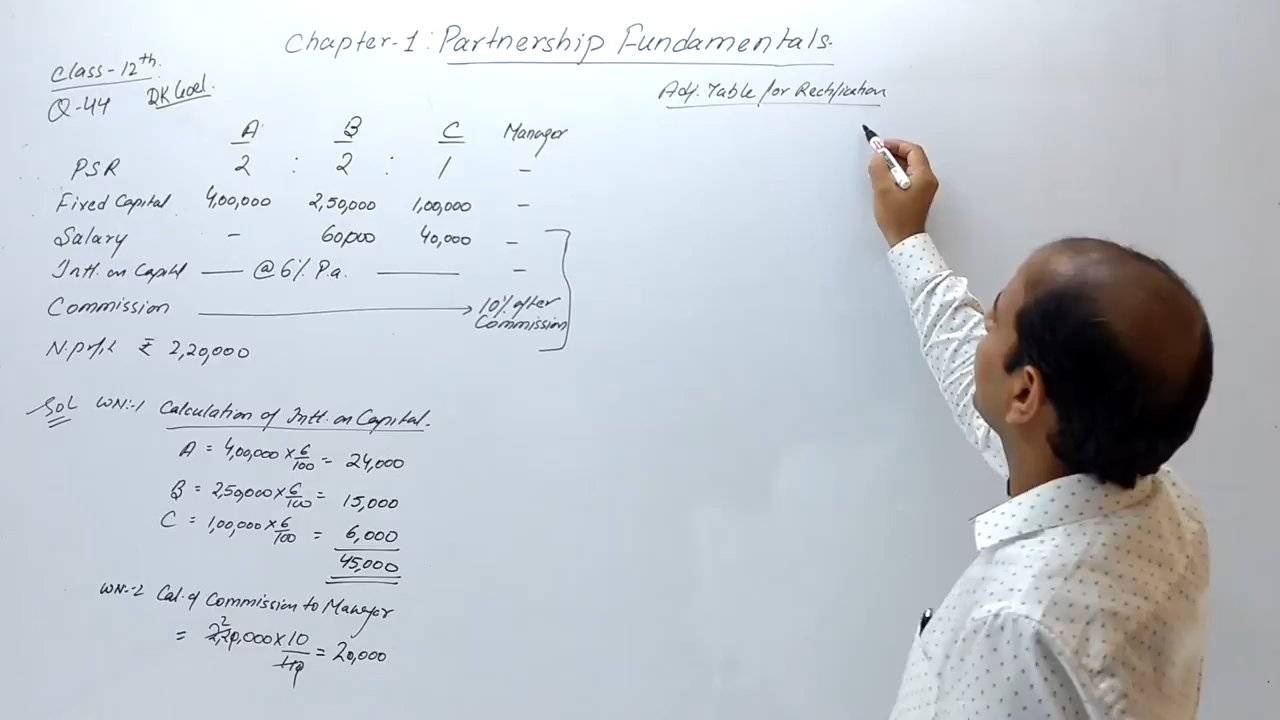 Chapter-1: Partnership Fundamentals.
Class-12th.
Q-44 DK Goel.
Adj. Table for Rectification
A B C Manager
PSR 2 : 2 : 1 -
Fixed Capital 4,00,000 2,50,000 1,00,000 -
Salary - 60,000 40,000 -
Intt. on Capital — @ 6% P.a. — -
Commission → 10% after Commission
N. profit ₹ 2,20,000
Sol WN:-1 Calculation of Intt. on Capital.
A = 4,00,000 × 6/100 = 24,000
B = 2,50,000 × 6/100 = 15,000
C = 1,00,000 × 6/100 = 6,000
45,000
WN:-2 Cal. of Commission to Manager
= 2,20,000 × 10/110 = 20,000